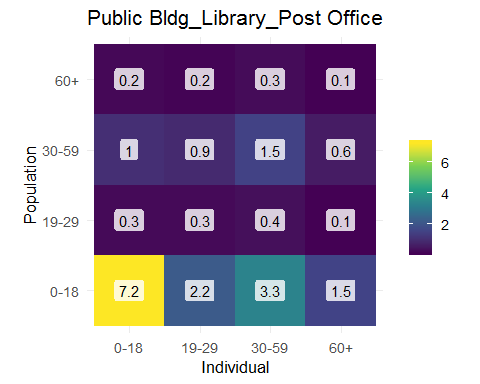 Public Bldg_Library_Post Office
Population
60+ 0.2 0.2 0.3 0.1
30-59 1 0.9 1.5 0.6
19-29 0.3 0.3 0.4 0.1
0-18 7.2 2.2 3.3 1.5
0-18 19-29 30-59 60+
Individual
6
4
2